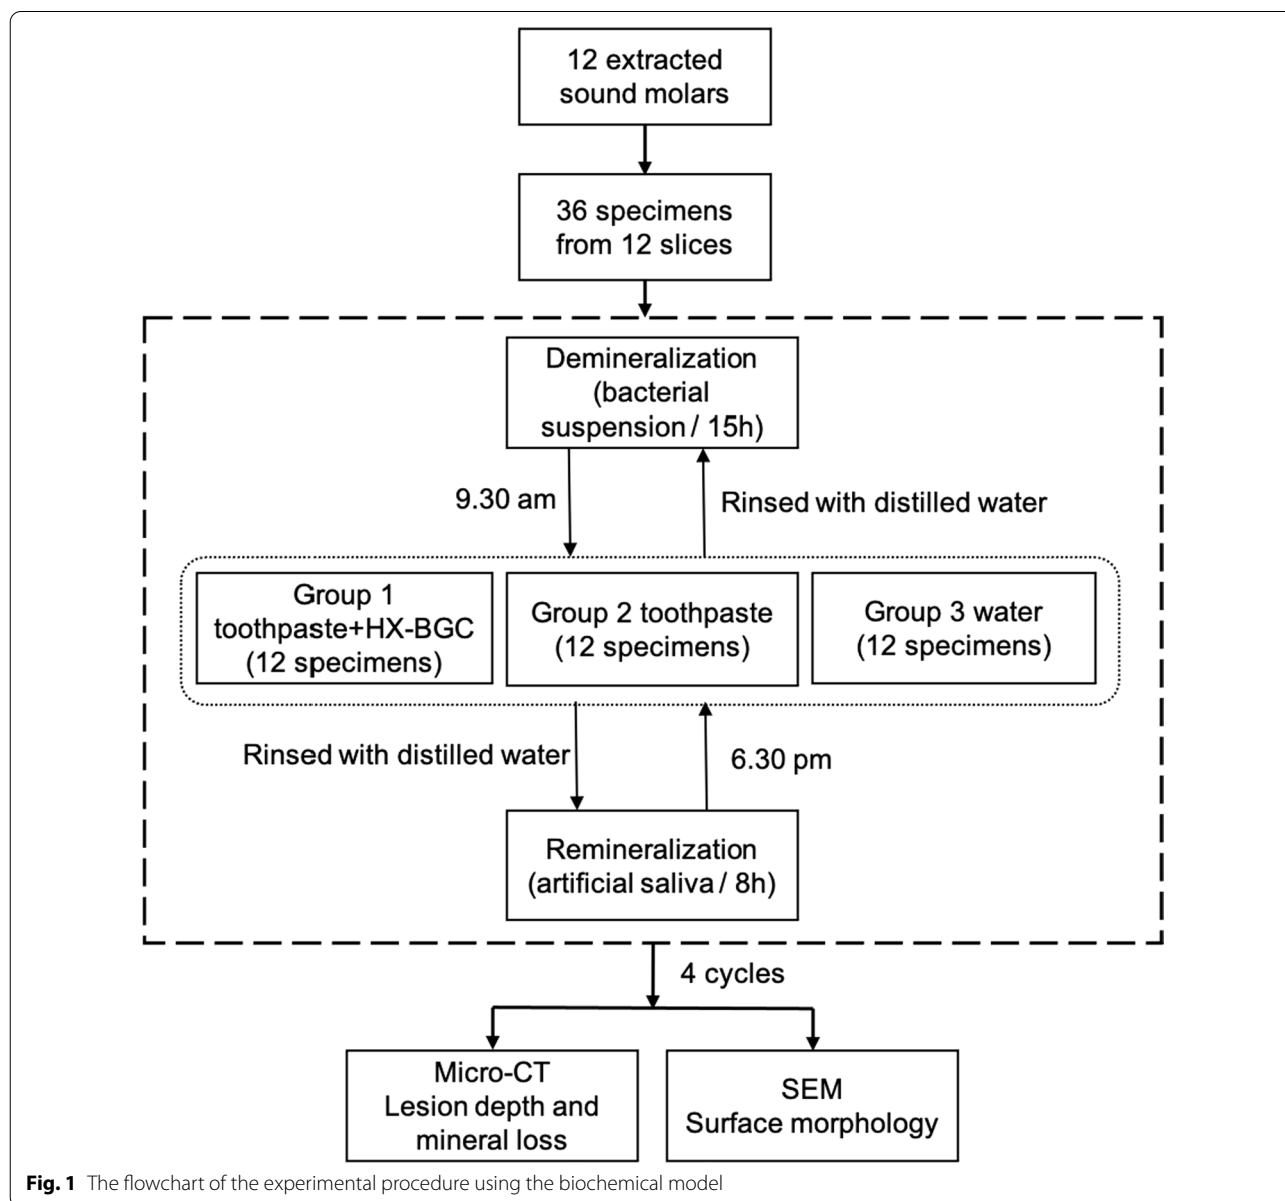 12 extracted
sound molars
36 specimens
from 12 slices
Demineralization
(bacterial
suspension / 15h)
9.30 am
Rinsed with distilled water
Group 1
toothpaste+HX-BGC
(12 specimens)
Group 2 toothpaste
(12 specimens)
Group 3 water
(12 specimens)
Rinsed with distilled water
6.30 pm
Remineralization
(artificial saliva / 8h)
4 cycles
Micro-CT
Lesion depth and
mineral loss
SEM
Surface morphology
Fig. 1 The flowchart of the experimental procedure using the biochemical model